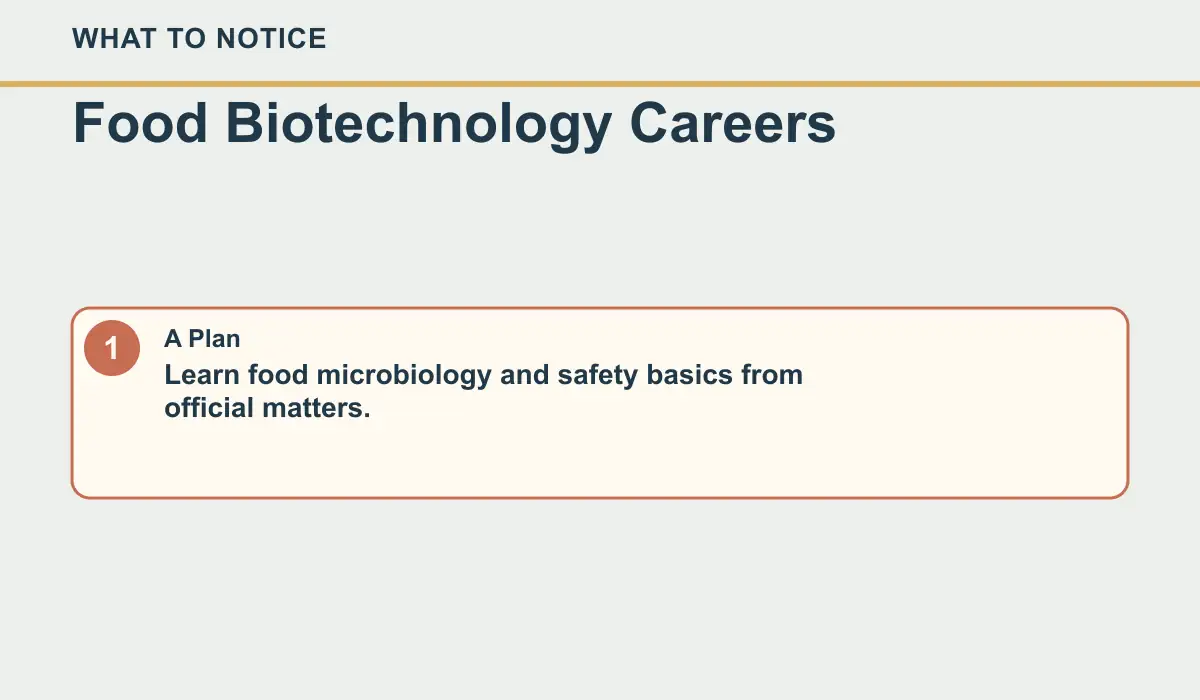 WHAT TO NOTICE
Food Biotechnology Careers
1
A Plan
Learn food microbiology and safety basics from
official matters.